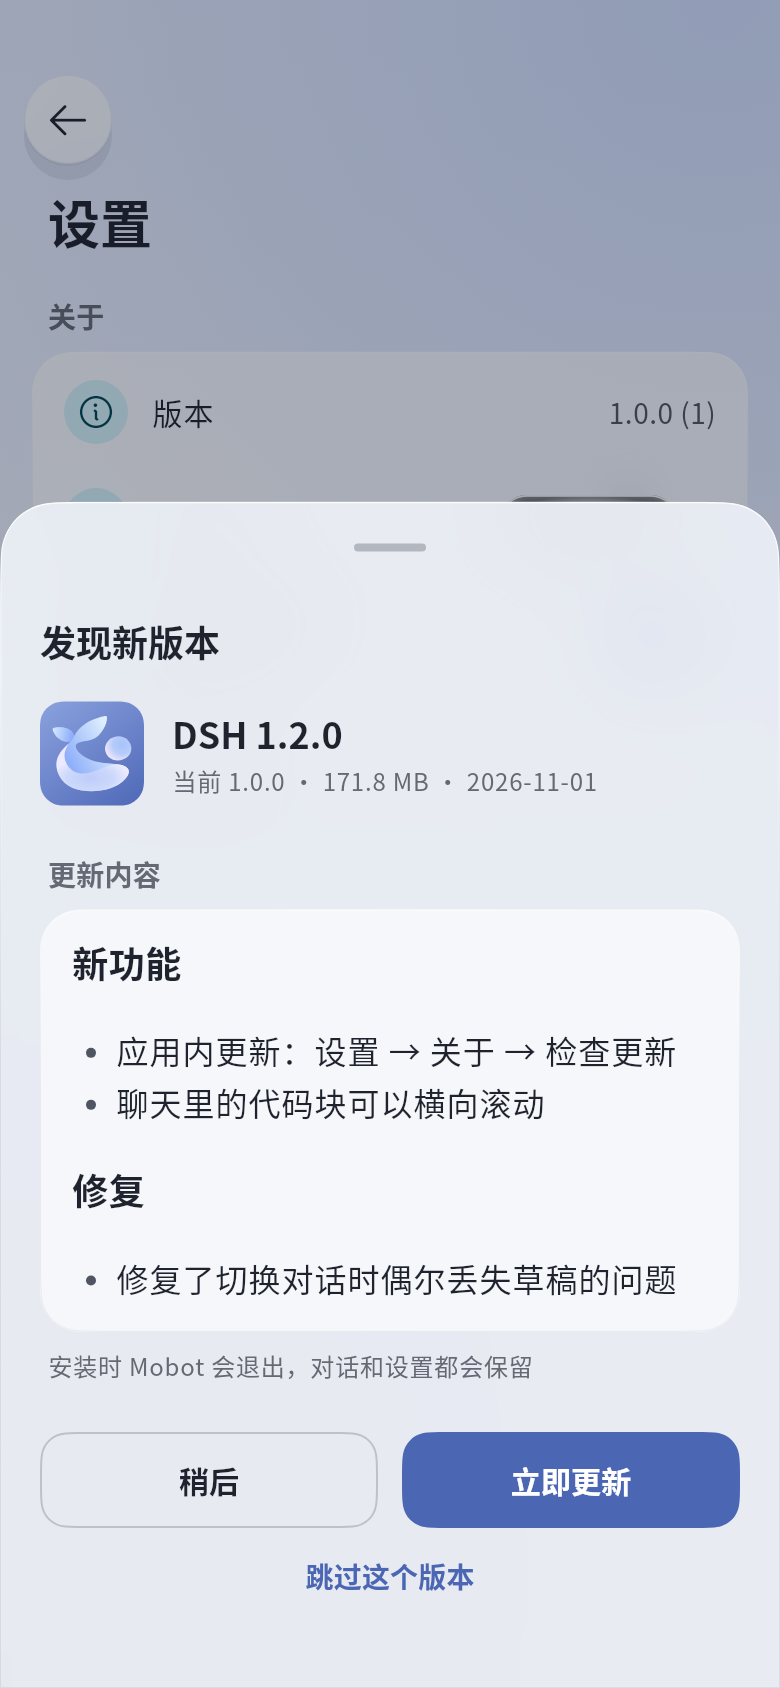 设置
关于
版本
1.0.0 (1)
发现新版本
DSH 1.2.0
当前 1.0.0 · 171.8 MB · 2026-11-01
更新内容
新功能
• 应用内更新：设置 → 关于 → 检查更新
• 聊天里的代码块可以横向滚动
修复
• 修复了切换对话时偶尔丢失草稿的问题
安装时 Mobot 会退出，对话和设置都会保留
稍后
立即更新
跳过这个版本